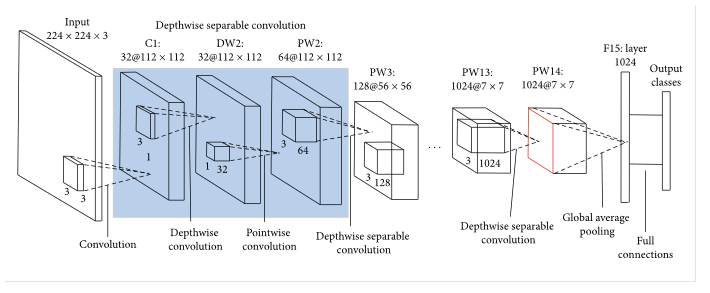 Input
224 × 224 × 3
Depthwise separable convolution
C1:
32@112 × 112
DW2:
32@112 × 112
PW2:
64@112 × 112
PW3:
128@56 × 56
PW13:
1024@7 × 7
PW14:
1024@7 × 7
F15: layer
1024
Output
classes
3
3
3
1
1
32
3
64
3
128
...
3
1024
Convolution
Depthwise
convolution
Pointwise
convolution
Depthwise separable
convolution
Depthwise separable
convolution
Global average
pooling
Full
connections